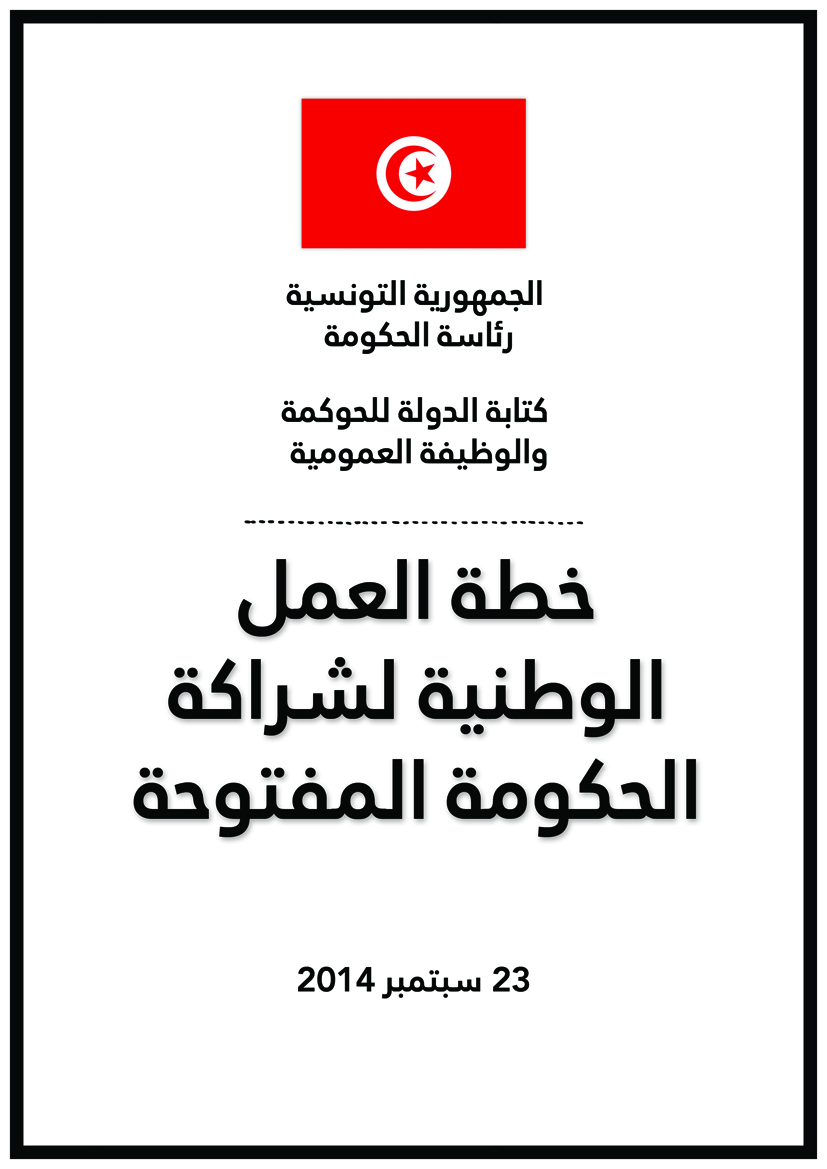 الجمهورية التونسية
رئاسة الحكومة
كتابة الدولة للحوكمة
والوظيفة العمومية
خطة العمل
الوطنية لشراكة
الحكومة المفتوحة
23 سبتمبر 2014